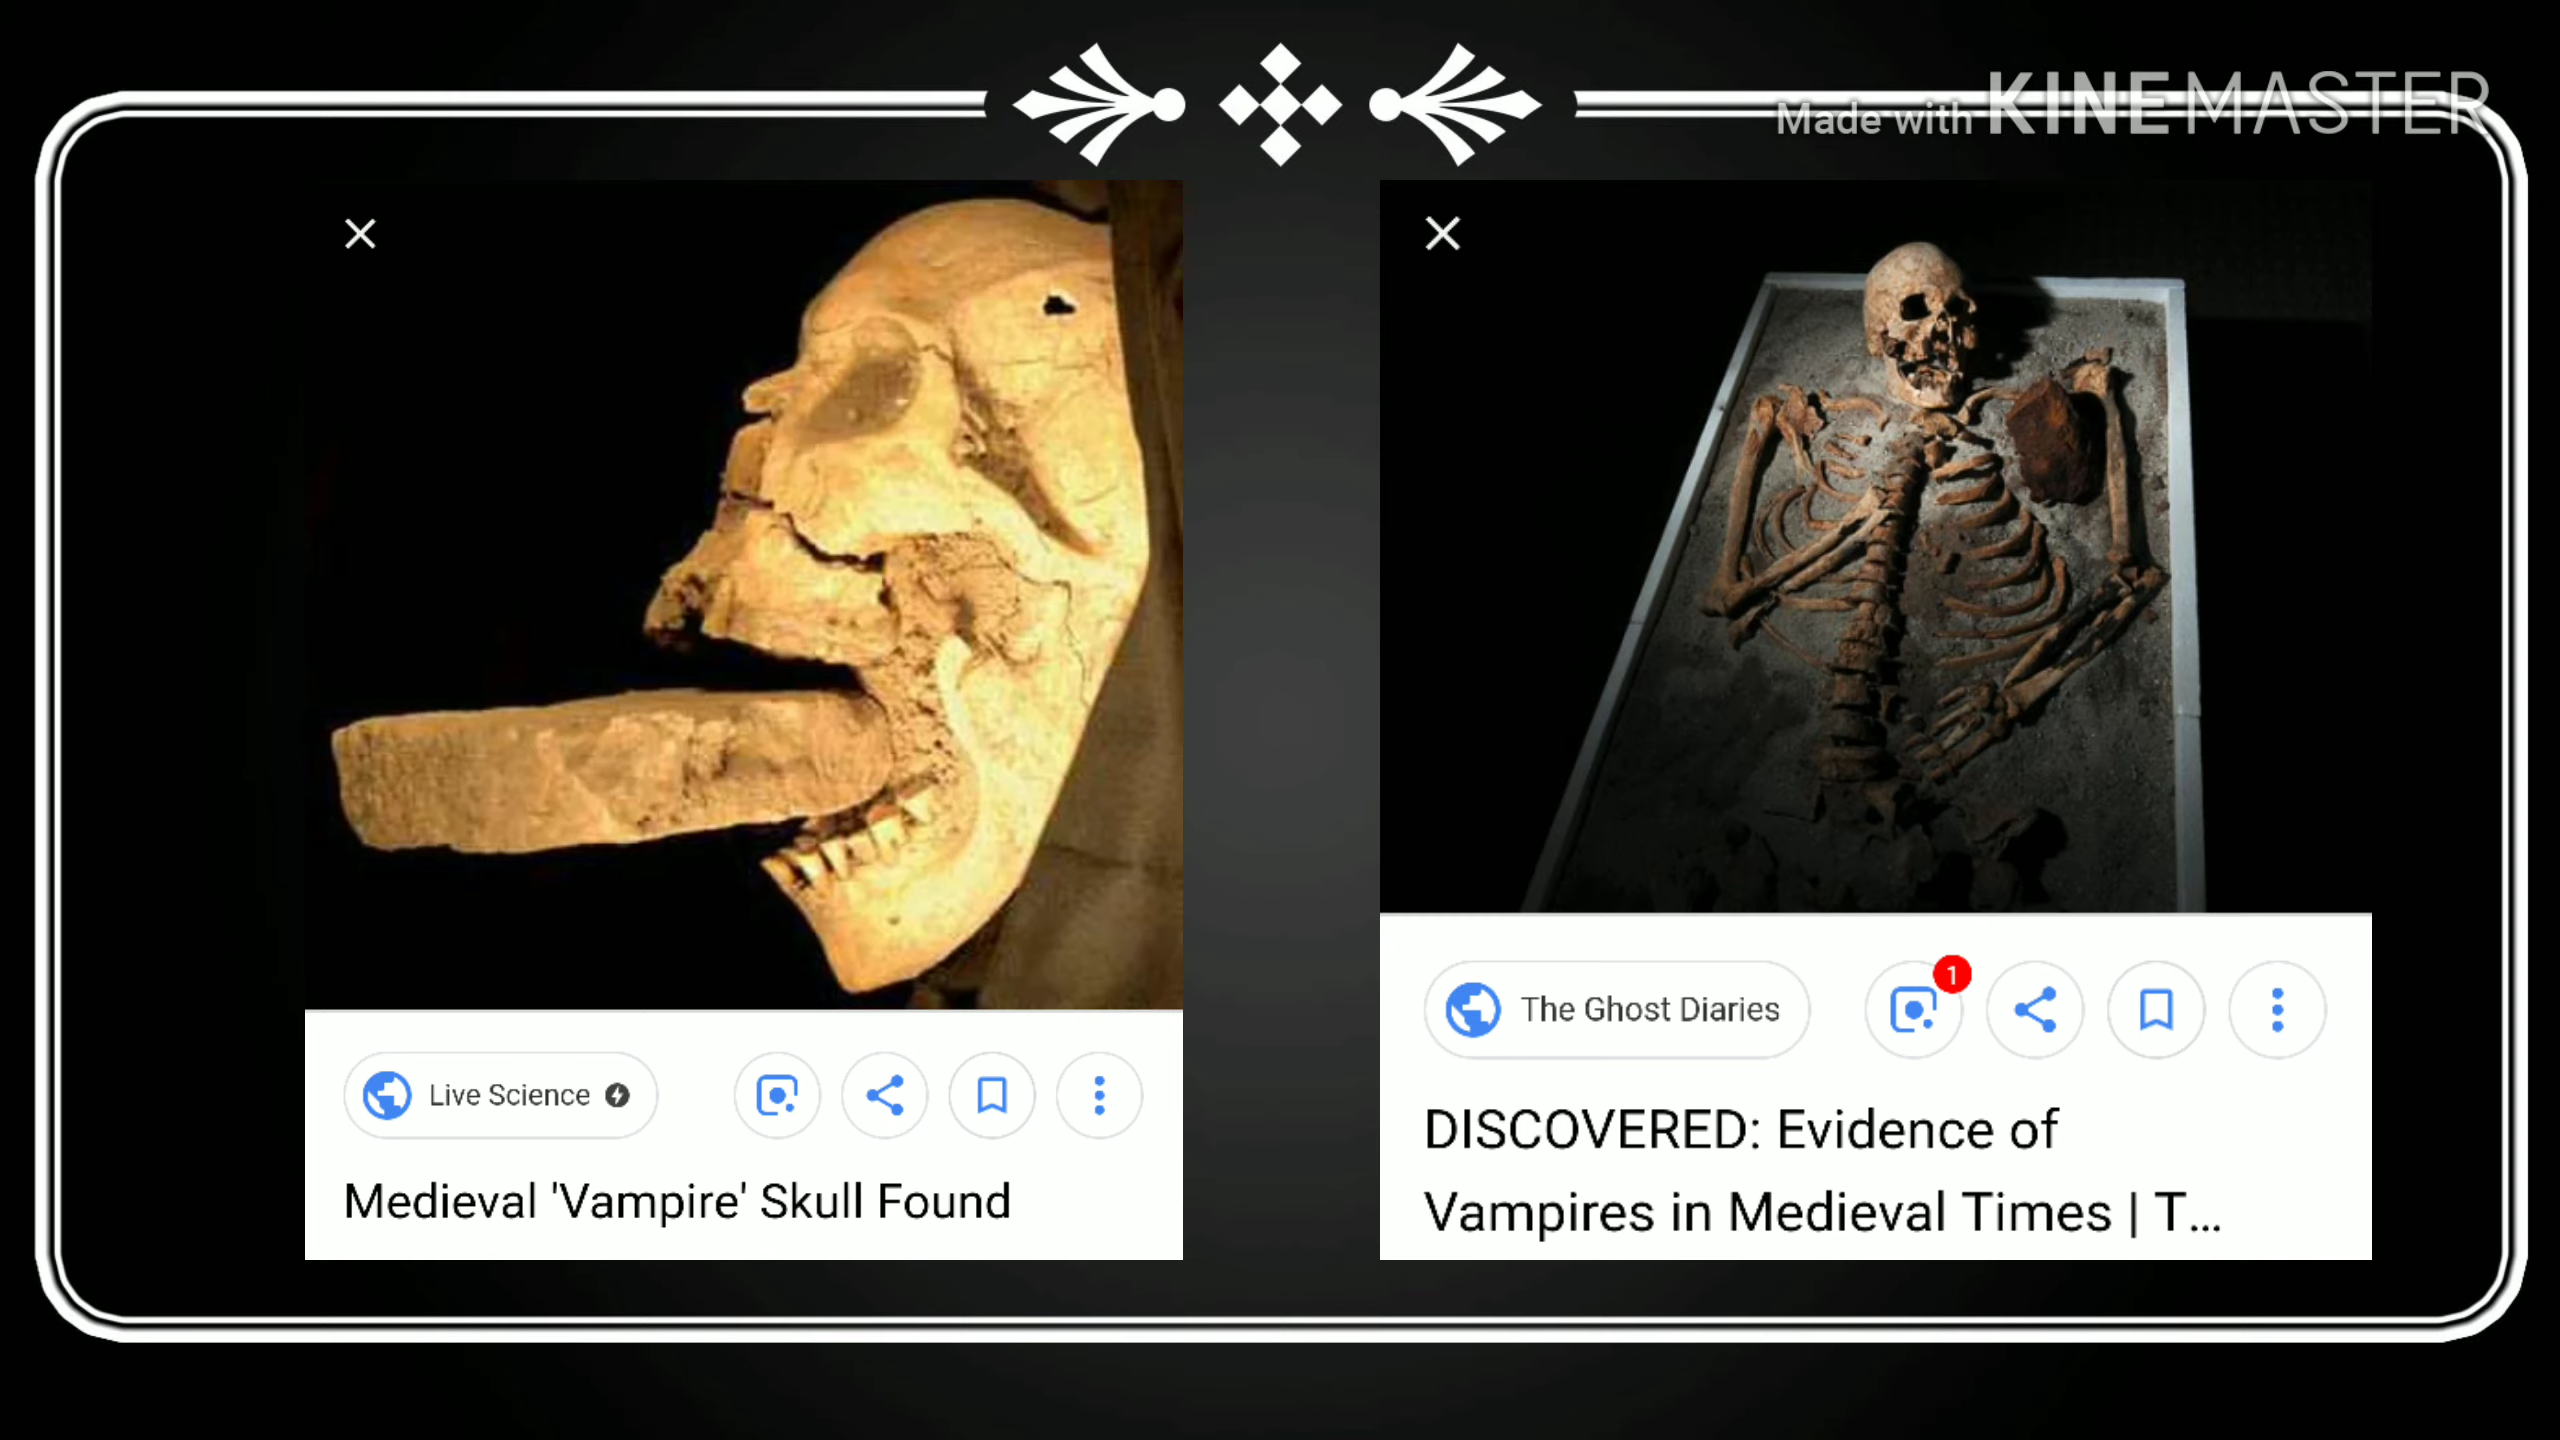 Made with KINEMASTER
Live Science
Medieval 'Vampire' Skull Found
1
The Ghost Diaries
DISCOVERED: Evidence of
Vampires in Medieval Times | T...